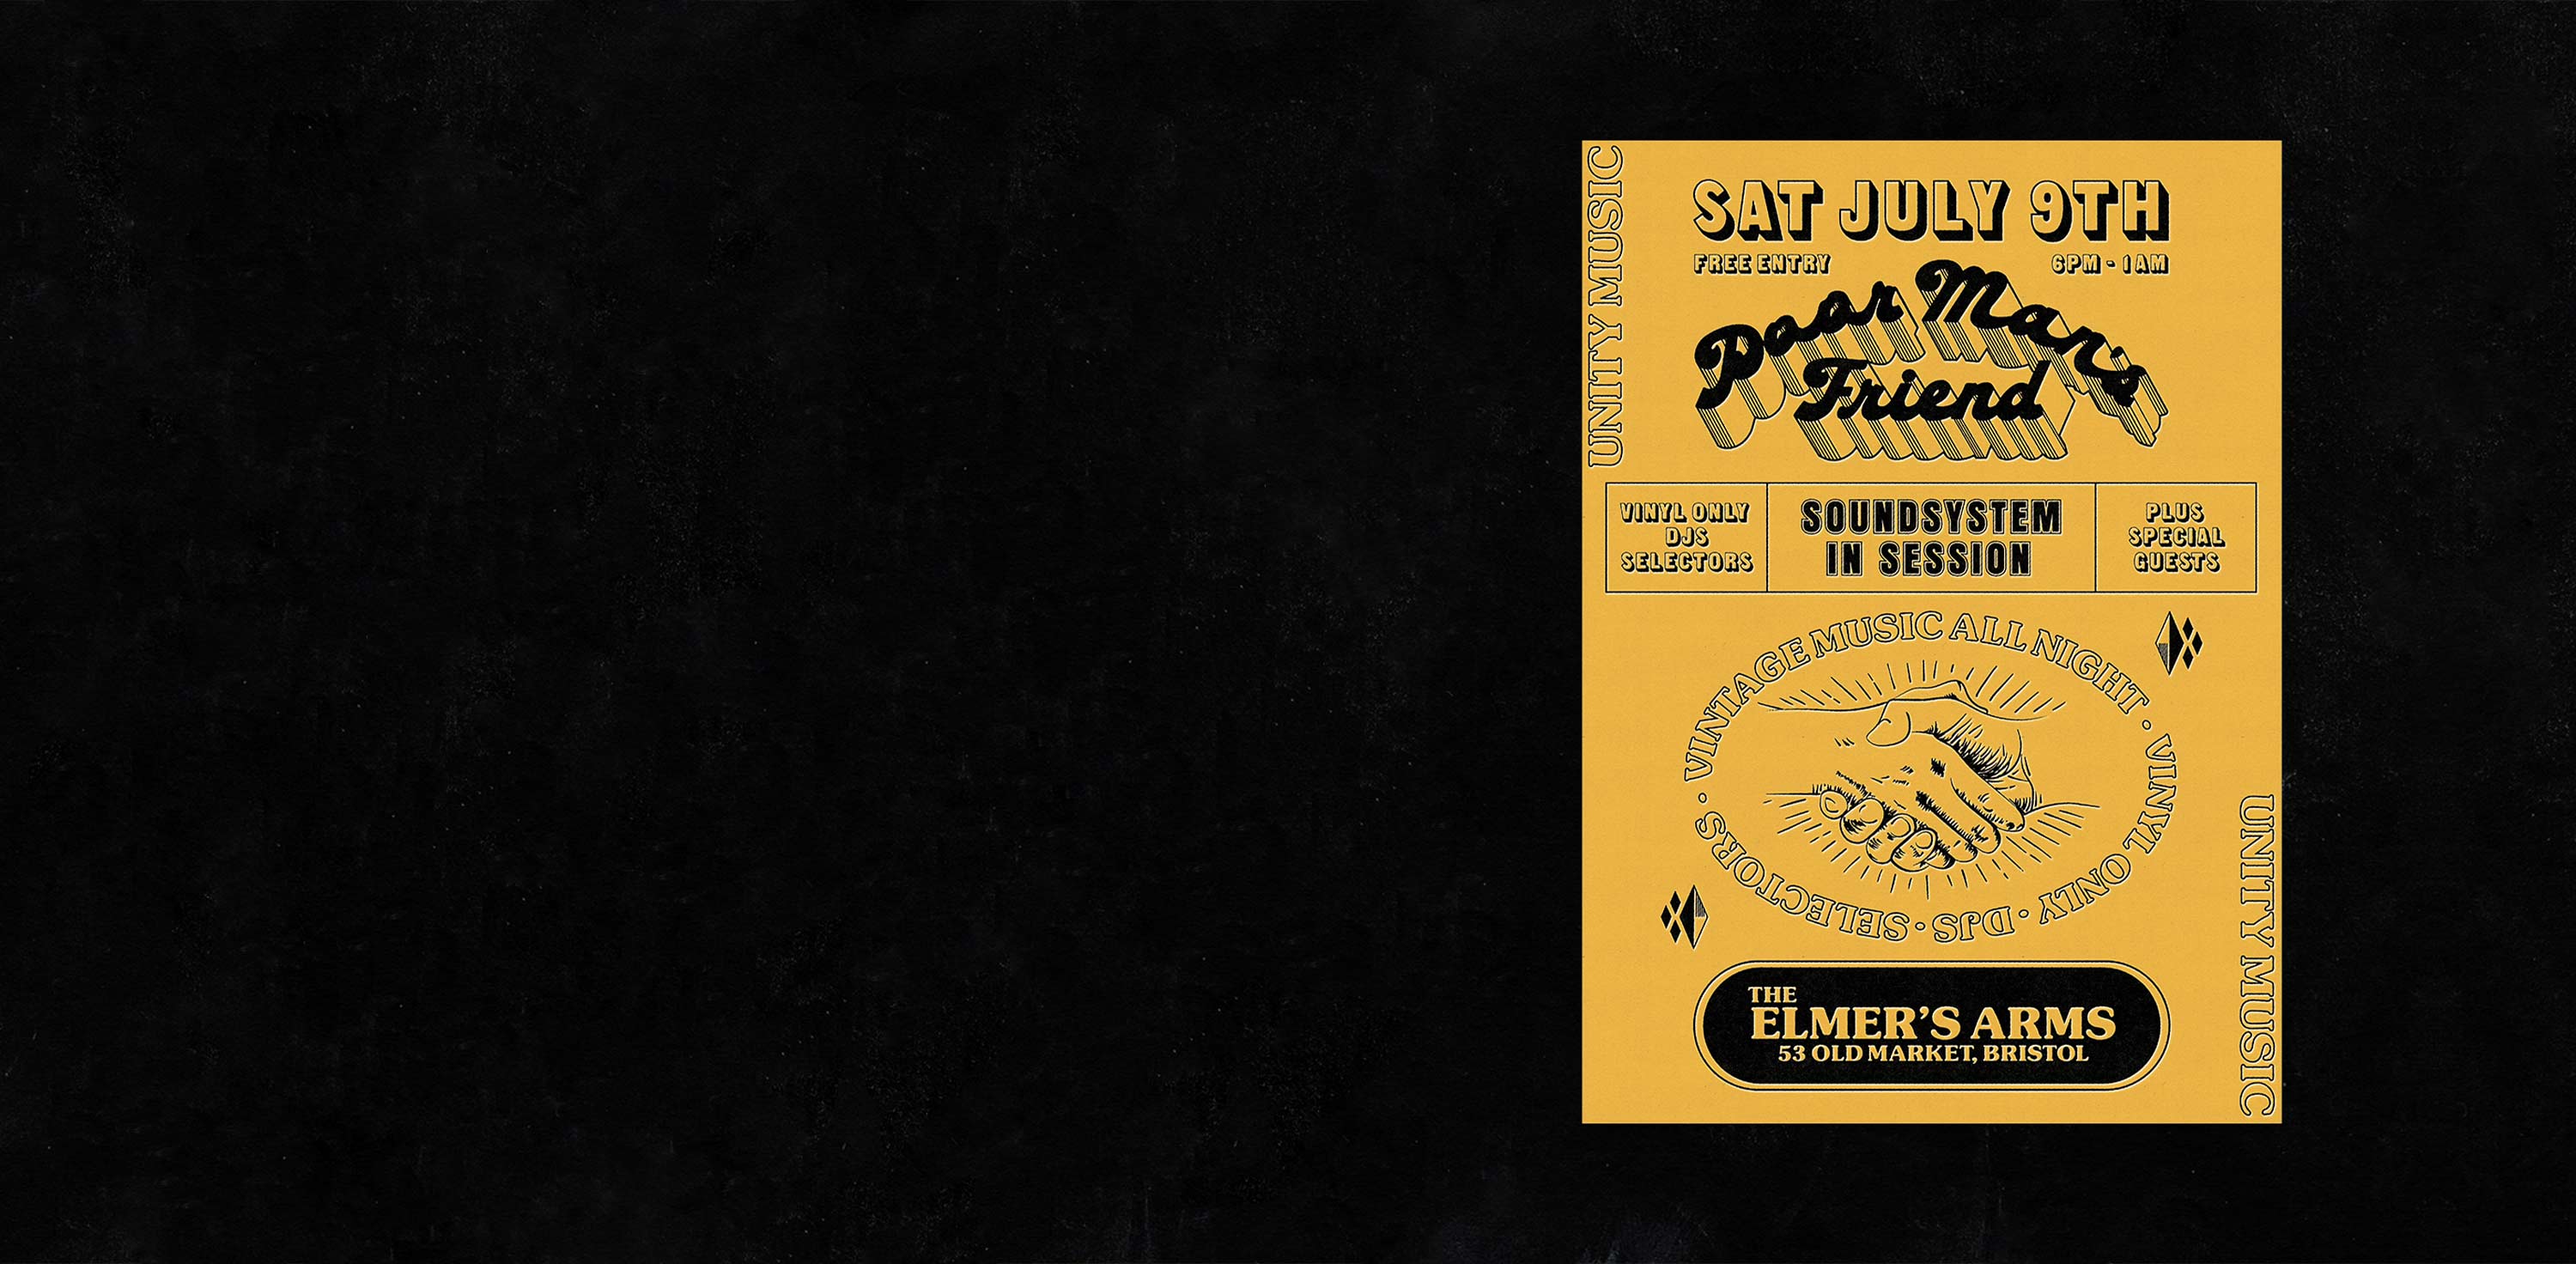 UNITY MUSIC
SAT JULY 9TH
FREE ENTRY
6PM - 1AM
Poor Man's
Friend
VINYL ONLY
DJS
SELECTORS
SOUNDSYSTEM
IN SESSION
PLUS
SPECIAL
GUESTS
VINTAGE MUSIC ALL NIGHT · VINYL ONLY · DJS · SELECTORS ·
UNITY MUSIC
THE
ELMER'S ARMS
53 OLD MARKET, BRISTOL